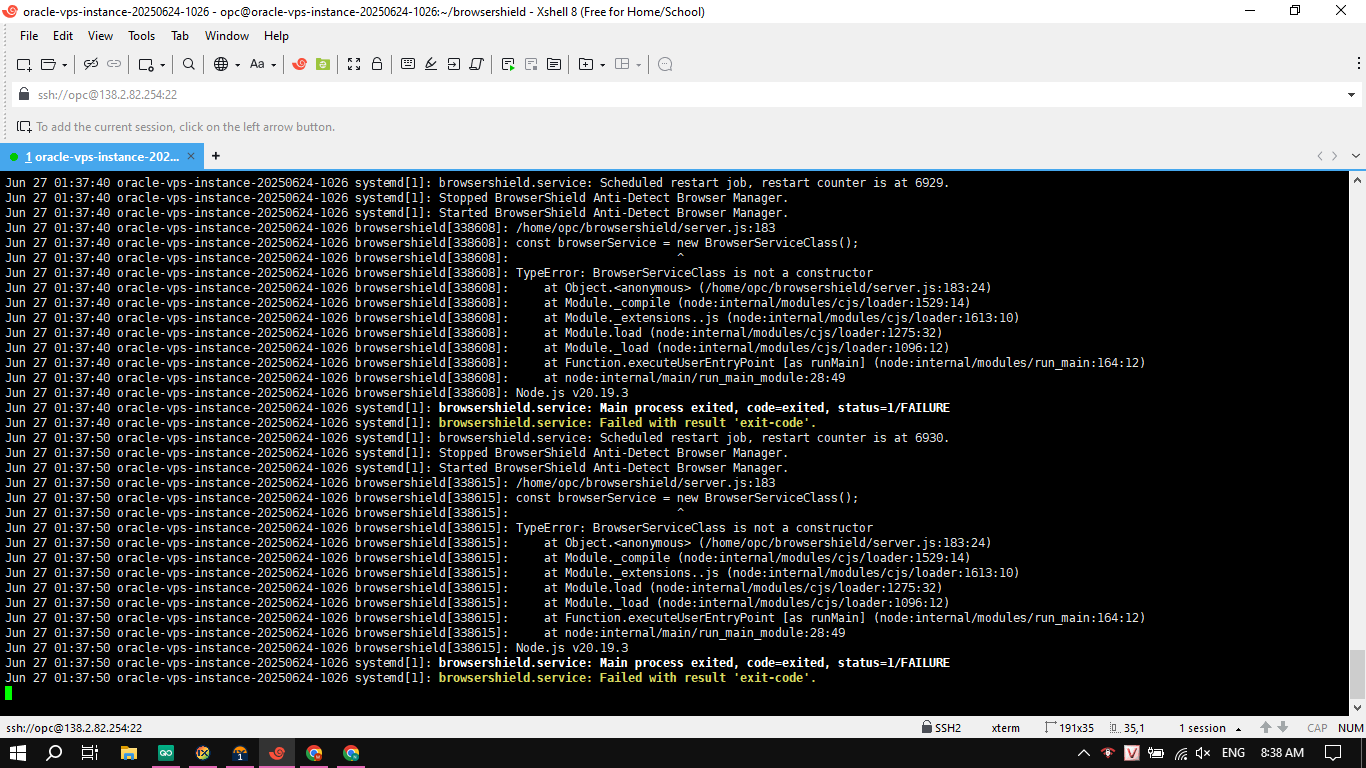 oracle-vps-instance-20250624-1026 - opc@oracle-vps-instance-20250624-1026:~/browsershield - Xshell 8 (Free for Home/School)
File Edit View Tools Tab Window Help
Aa
ssh://opc@138.2.82.254:22
To add the current session, click on the left arrow button.
1 oracle-vps-instance-202... × +
Jun 27 01:37:40 oracle-vps-instance-20250624-1026 systemd[1]: browsershield.service: Scheduled restart job, restart counter is at 6929.
Jun 27 01:37:40 oracle-vps-instance-20250624-1026 systemd[1]: Stopped BrowserShield Anti-Detect Browser Manager.
Jun 27 01:37:40 oracle-vps-instance-20250624-1026 systemd[1]: Started BrowserShield Anti-Detect Browser Manager.
Jun 27 01:37:40 oracle-vps-instance-20250624-1026 browsershield[338608]: /home/opc/browsershield/server.js:183
Jun 27 01:37:40 oracle-vps-instance-20250624-1026 browsershield[338608]: const browserService = new BrowserServiceClass();
Jun 27 01:37:40 oracle-vps-instance-20250624-1026 browsershield[338608]:                        ^
Jun 27 01:37:40 oracle-vps-instance-20250624-1026 browsershield[338608]: TypeError: BrowserServiceClass is not a constructor
Jun 27 01:37:40 oracle-vps-instance-20250624-1026 browsershield[338608]:     at Object.<anonymous> (/home/opc/browsershield/server.js:183:24)
Jun 27 01:37:40 oracle-vps-instance-20250624-1026 browsershield[338608]:     at Module._compile (node:internal/modules/cjs/loader:1529:14)
Jun 27 01:37:40 oracle-vps-instance-20250624-1026 browsershield[338608]:     at Module._extensions..js (node:internal/modules/cjs/loader:1613:10)
Jun 27 01:37:40 oracle-vps-instance-20250624-1026 browsershield[338608]:     at Module.load (node:internal/modules/cjs/loader:1275:32)
Jun 27 01:37:40 oracle-vps-instance-20250624-1026 browsershield[338608]:     at Module._load (node:internal/modules/cjs/loader:1096:12)
Jun 27 01:37:40 oracle-vps-instance-20250624-1026 browsershield[338608]:     at Function.executeUserEntryPoint [as runMain] (node:internal/modules/run_main:164:12)
Jun 27 01:37:40 oracle-vps-instance-20250624-1026 browsershield[338608]:     at node:internal/main/run_main_module:28:49
Jun 27 01:37:40 oracle-vps-instance-20250624-1026 browsershield[338608]: Node.js v20.19.3
Jun 27 01:37:40 oracle-vps-instance-20250624-1026 systemd[1]: browsershield.service: Main process exited, code=exited, status=1/FAILURE
Jun 27 01:37:40 oracle-vps-instance-20250624-1026 systemd[1]: browsershield.service: Failed with result 'exit-code'.
Jun 27 01:37:50 oracle-vps-instance-20250624-1026 systemd[1]: browsershield.service: Scheduled restart job, restart counter is at 6930.
Jun 27 01:37:50 oracle-vps-instance-20250624-1026 systemd[1]: Stopped BrowserShield Anti-Detect Browser Manager.
Jun 27 01:37:50 oracle-vps-instance-20250624-1026 systemd[1]: Started BrowserShield Anti-Detect Browser Manager.
Jun 27 01:37:50 oracle-vps-instance-20250624-1026 browsershield[338615]: /home/opc/browsershield/server.js:183
Jun 27 01:37:50 oracle-vps-instance-20250624-1026 browsershield[338615]: const browserService = new BrowserServiceClass();
Jun 27 01:37:50 oracle-vps-instance-20250624-1026 browsershield[338615]:                        ^
Jun 27 01:37:50 oracle-vps-instance-20250624-1026 browsershield[338615]: TypeError: BrowserServiceClass is not a constructor
Jun 27 01:37:50 oracle-vps-instance-20250624-1026 browsershield[338615]:     at Object.<anonymous> (/home/opc/browsershield/server.js:183:24)
Jun 27 01:37:50 oracle-vps-instance-20250624-1026 browsershield[338615]:     at Module._compile (node:internal/modules/cjs/loader:1529:14)
Jun 27 01:37:50 oracle-vps-instance-20250624-1026 browsershield[338615]:     at Module._extensions..js (node:internal/modules/cjs/loader:1613:10)
Jun 27 01:37:50 oracle-vps-instance-20250624-1026 browsershield[338615]:     at Module.load (node:internal/modules/cjs/loader:1275:32)
Jun 27 01:37:50 oracle-vps-instance-20250624-1026 browsershield[338615]:     at Module._load (node:internal/modules/cjs/loader:1096:12)
Jun 27 01:37:50 oracle-vps-instance-20250624-1026 browsershield[338615]:     at Function.executeUserEntryPoint [as runMain] (node:internal/modules/run_main:164:12)
Jun 27 01:37:50 oracle-vps-instance-20250624-1026 browsershield[338615]:     at node:internal/main/run_main_module:28:49
Jun 27 01:37:50 oracle-vps-instance-20250624-1026 browsershield[338615]: Node.js v20.19.3
Jun 27 01:37:50 oracle-vps-instance-20250624-1026 systemd[1]: browsershield.service: Main process exited, code=exited, status=1/FAILURE
Jun 27 01:37:50 oracle-vps-instance-20250624-1026 systemd[1]: browsershield.service: Failed with result 'exit-code'.
ssh://opc@138.2.82.254:22 SSH2 xterm 191x35 35,1 1 session CAP NUM
GO 1 V ENG 8:38 AM